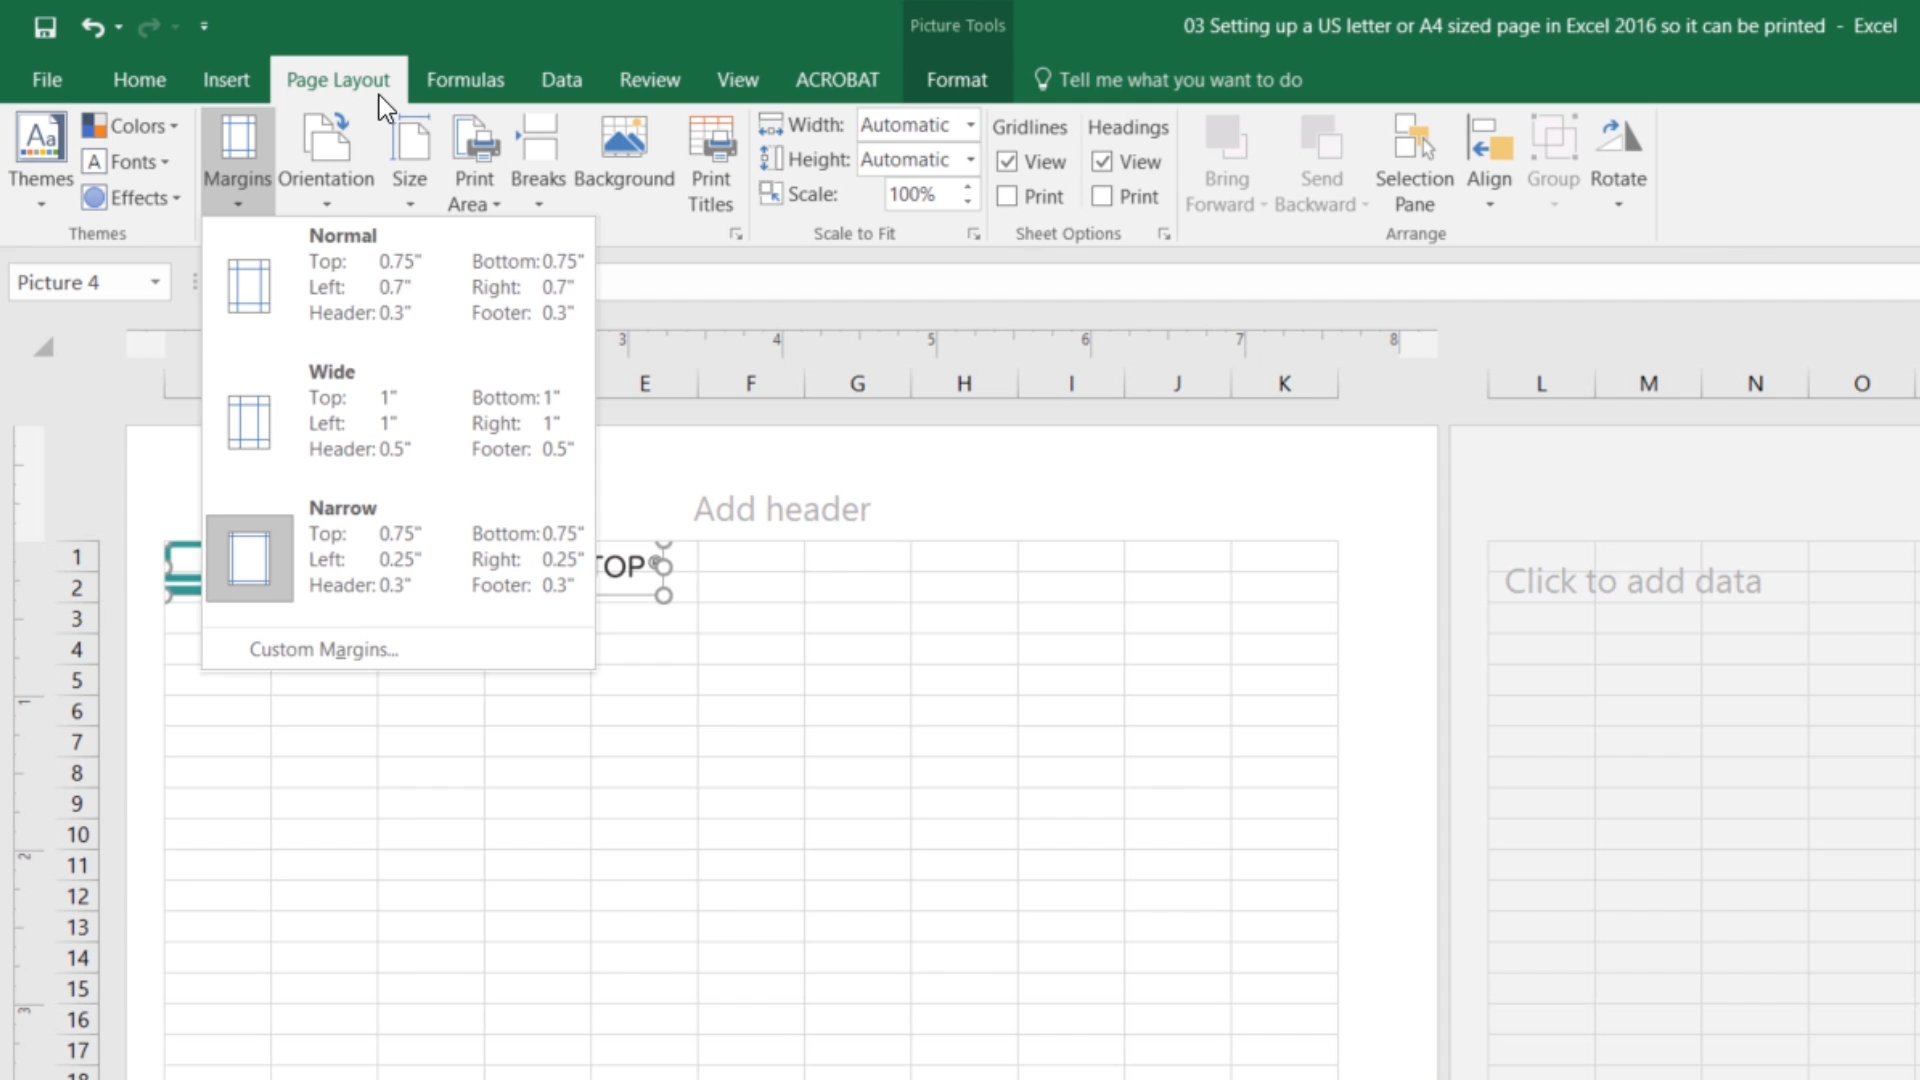 Picture Tools
03 Setting up a US letter or A4 sized page in Excel 2016 so it can be printed - Excel
File Home Insert Page Layout Formulas Data Review View ACROBAT Format Tell me what you want to do
Aa
Themes
Colors
A Fonts
Effects
Themes
Margins
Orientation
Size
Print Area
Breaks
Background
Print Titles
Width: Automatic
Height: Automatic
Scale: 100%
Scale to Fit
Gridlines
View
Print
Headings
View
Print
Sheet Options
Bring Forward
Send Backward
Selection Pane
Align
Group
Rotate
Arrange
Picture 4
Normal
Top: 0.75" Bottom: 0.75"
Left: 0.7" Right: 0.7"
Header: 0.3" Footer: 0.3"
Wide
Top: 1" Bottom: 1"
Left: 1" Right: 1"
Header: 0.5" Footer: 0.5"
Narrow
Top: 0.75" Bottom: 0.75"
Left: 0.25" Right: 0.25"
Header: 0.3" Footer: 0.3"
Custom Margins...
3 4 5 6 7 8
E F G H I J K L M N O
Add header
TOP®
Click to add data
1
2
3
4
5
6
7
8
9
10
11
12
13
14
15
16
17
18
1
2
3